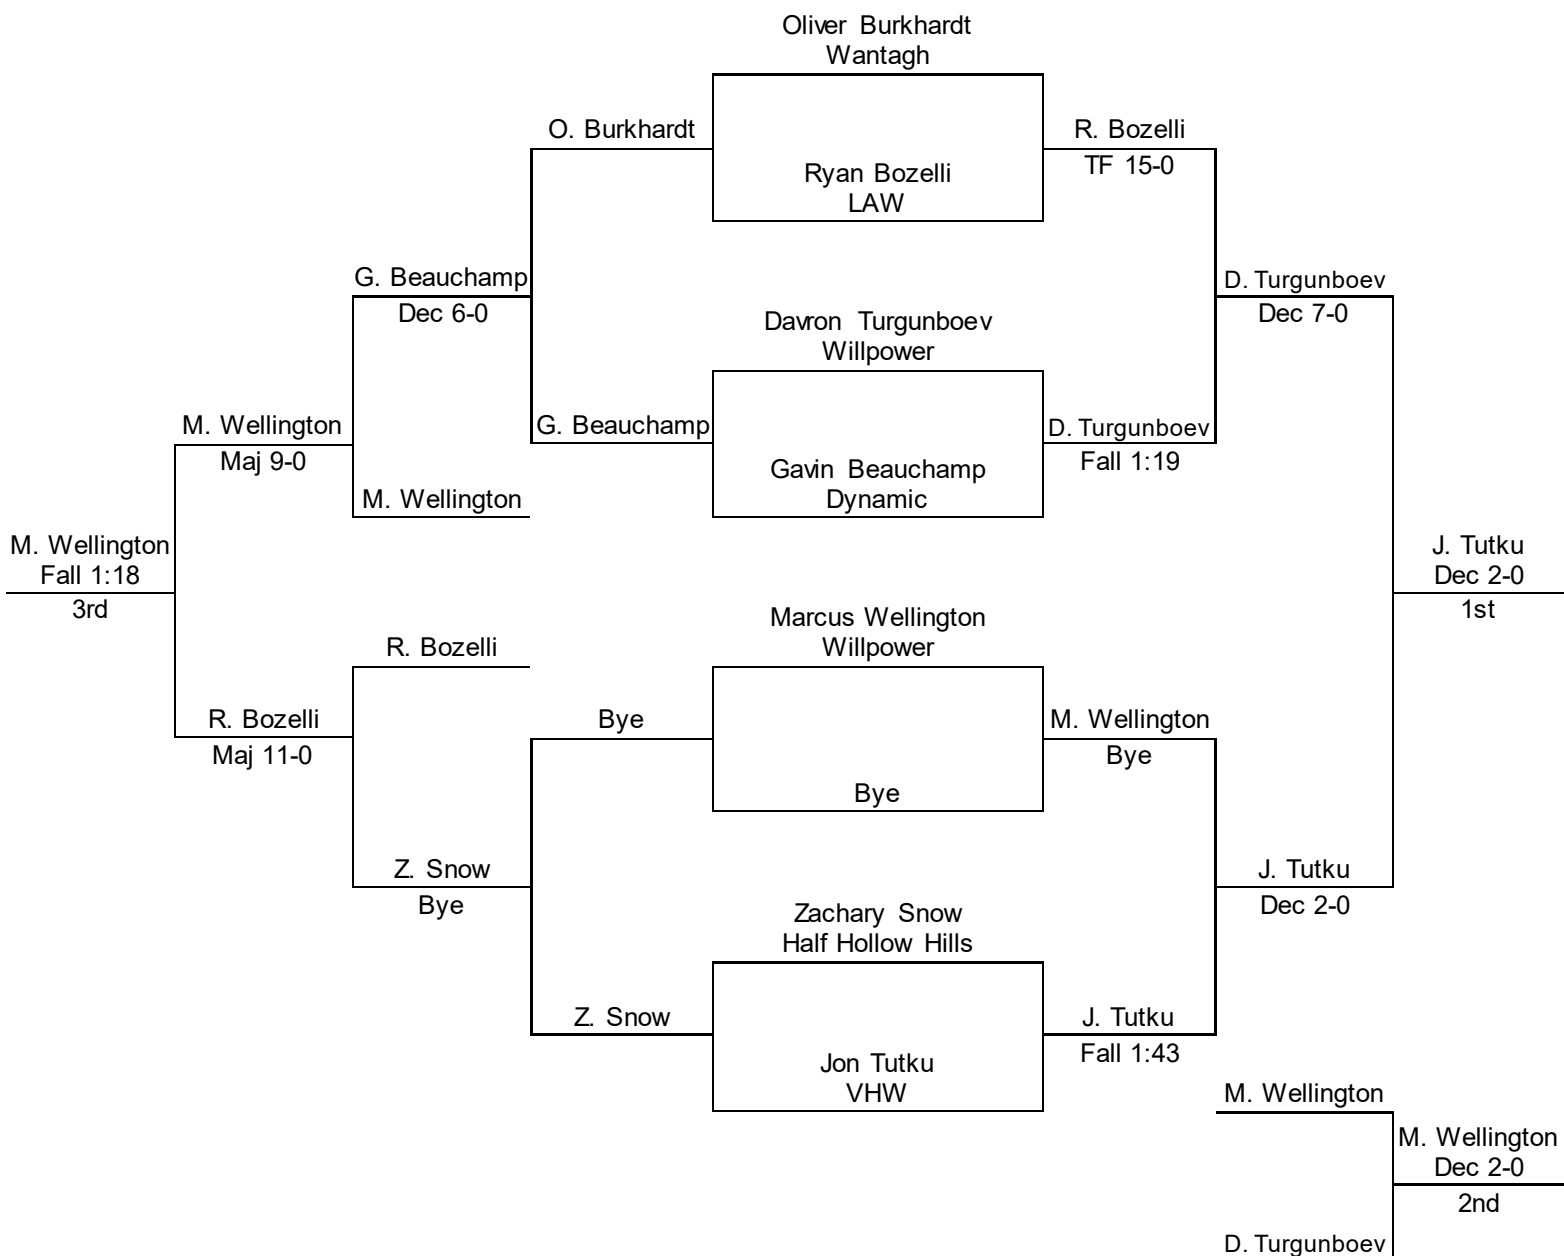 Oliver Burkhardt
Wantagh
O. Burkhardt
R. Bozelli
TF 15-0
Ryan Bozelli
LAW
G. Beauchamp
Dec 6-0
D. Turgunboev
Dec 7-0
Davron Turgunboev
Willpower
M. Wellington
Maj 9-0
G. Beauchamp
D. Turgunboev
Fall 1:19
Gavin Beauchamp
Dynamic
M. Wellington
M. Wellington
Fall 1:18
3rd
J. Tutku
Dec 2-0
1st
Marcus Wellington
Willpower
R. Bozelli
R. Bozelli
Maj 11-0
Bye
M. Wellington
Bye
Bye
Z. Snow
Bye
J. Tutku
Dec 2-0
Zachary Snow
Half Hollow Hills
Z. Snow
J. Tutku
Fall 1:43
Jon Tutku
VHW
M. Wellington
M. Wellington
Dec 2-0
2nd
D. Turgunboev